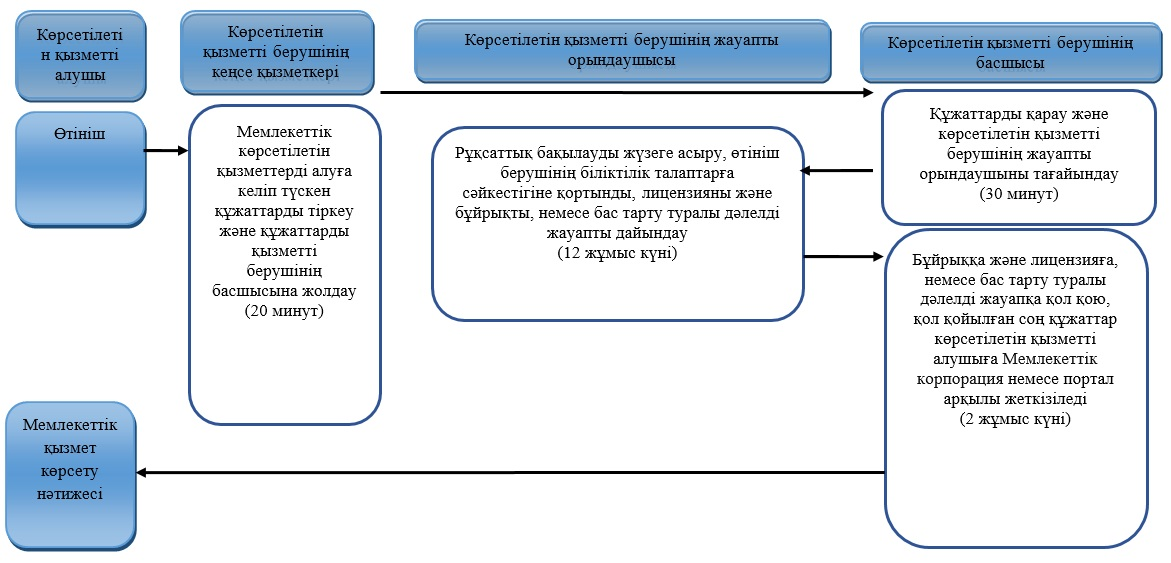 Көрсетілеті
н қызметті
алушы
Көрсетілетін
қызметті берушінің
кеңсе қызметкері
Көрсетілетін қызметті берушінің жауапты
орындаушысы
Көрсетілетін қызметті берушінің
басшысы
Өтініш
Мемлекеттік
көрсетілетін
қызметтерді алуға
келіп түскен
құжаттарды тіркеу
және құжаттарды
қызметті
берушінің
басшысына жолдау
(20 минут)
Рұқсаттық бақылауды жүзеге асыру, өтініш
берушінің біліктілік талаптарға
сәйкестігіне қортынды, лицензияны және
бұйрықты, немесе бас тарту туралы дәлелді
жауапты дайындау
(12 жұмыс күні)
Құжаттарды қарау және
көрсетілетін қызметті
берушінің жауапты
орындаушыны тағайындау
(30 минут)
Бұйрыққа және лицензияға,
немесе бас тарту туралы
дәлелді жауапқа қол қою,
қол қойылған соң құжаттар
көрсетілетін қызметті
алушыға Мемлекеттік
корпорация немесе портал
арқылы жеткізіледі
(2 жұмыс күні)
Мемлекеттік
қызмет
көрсету
нәтижесі